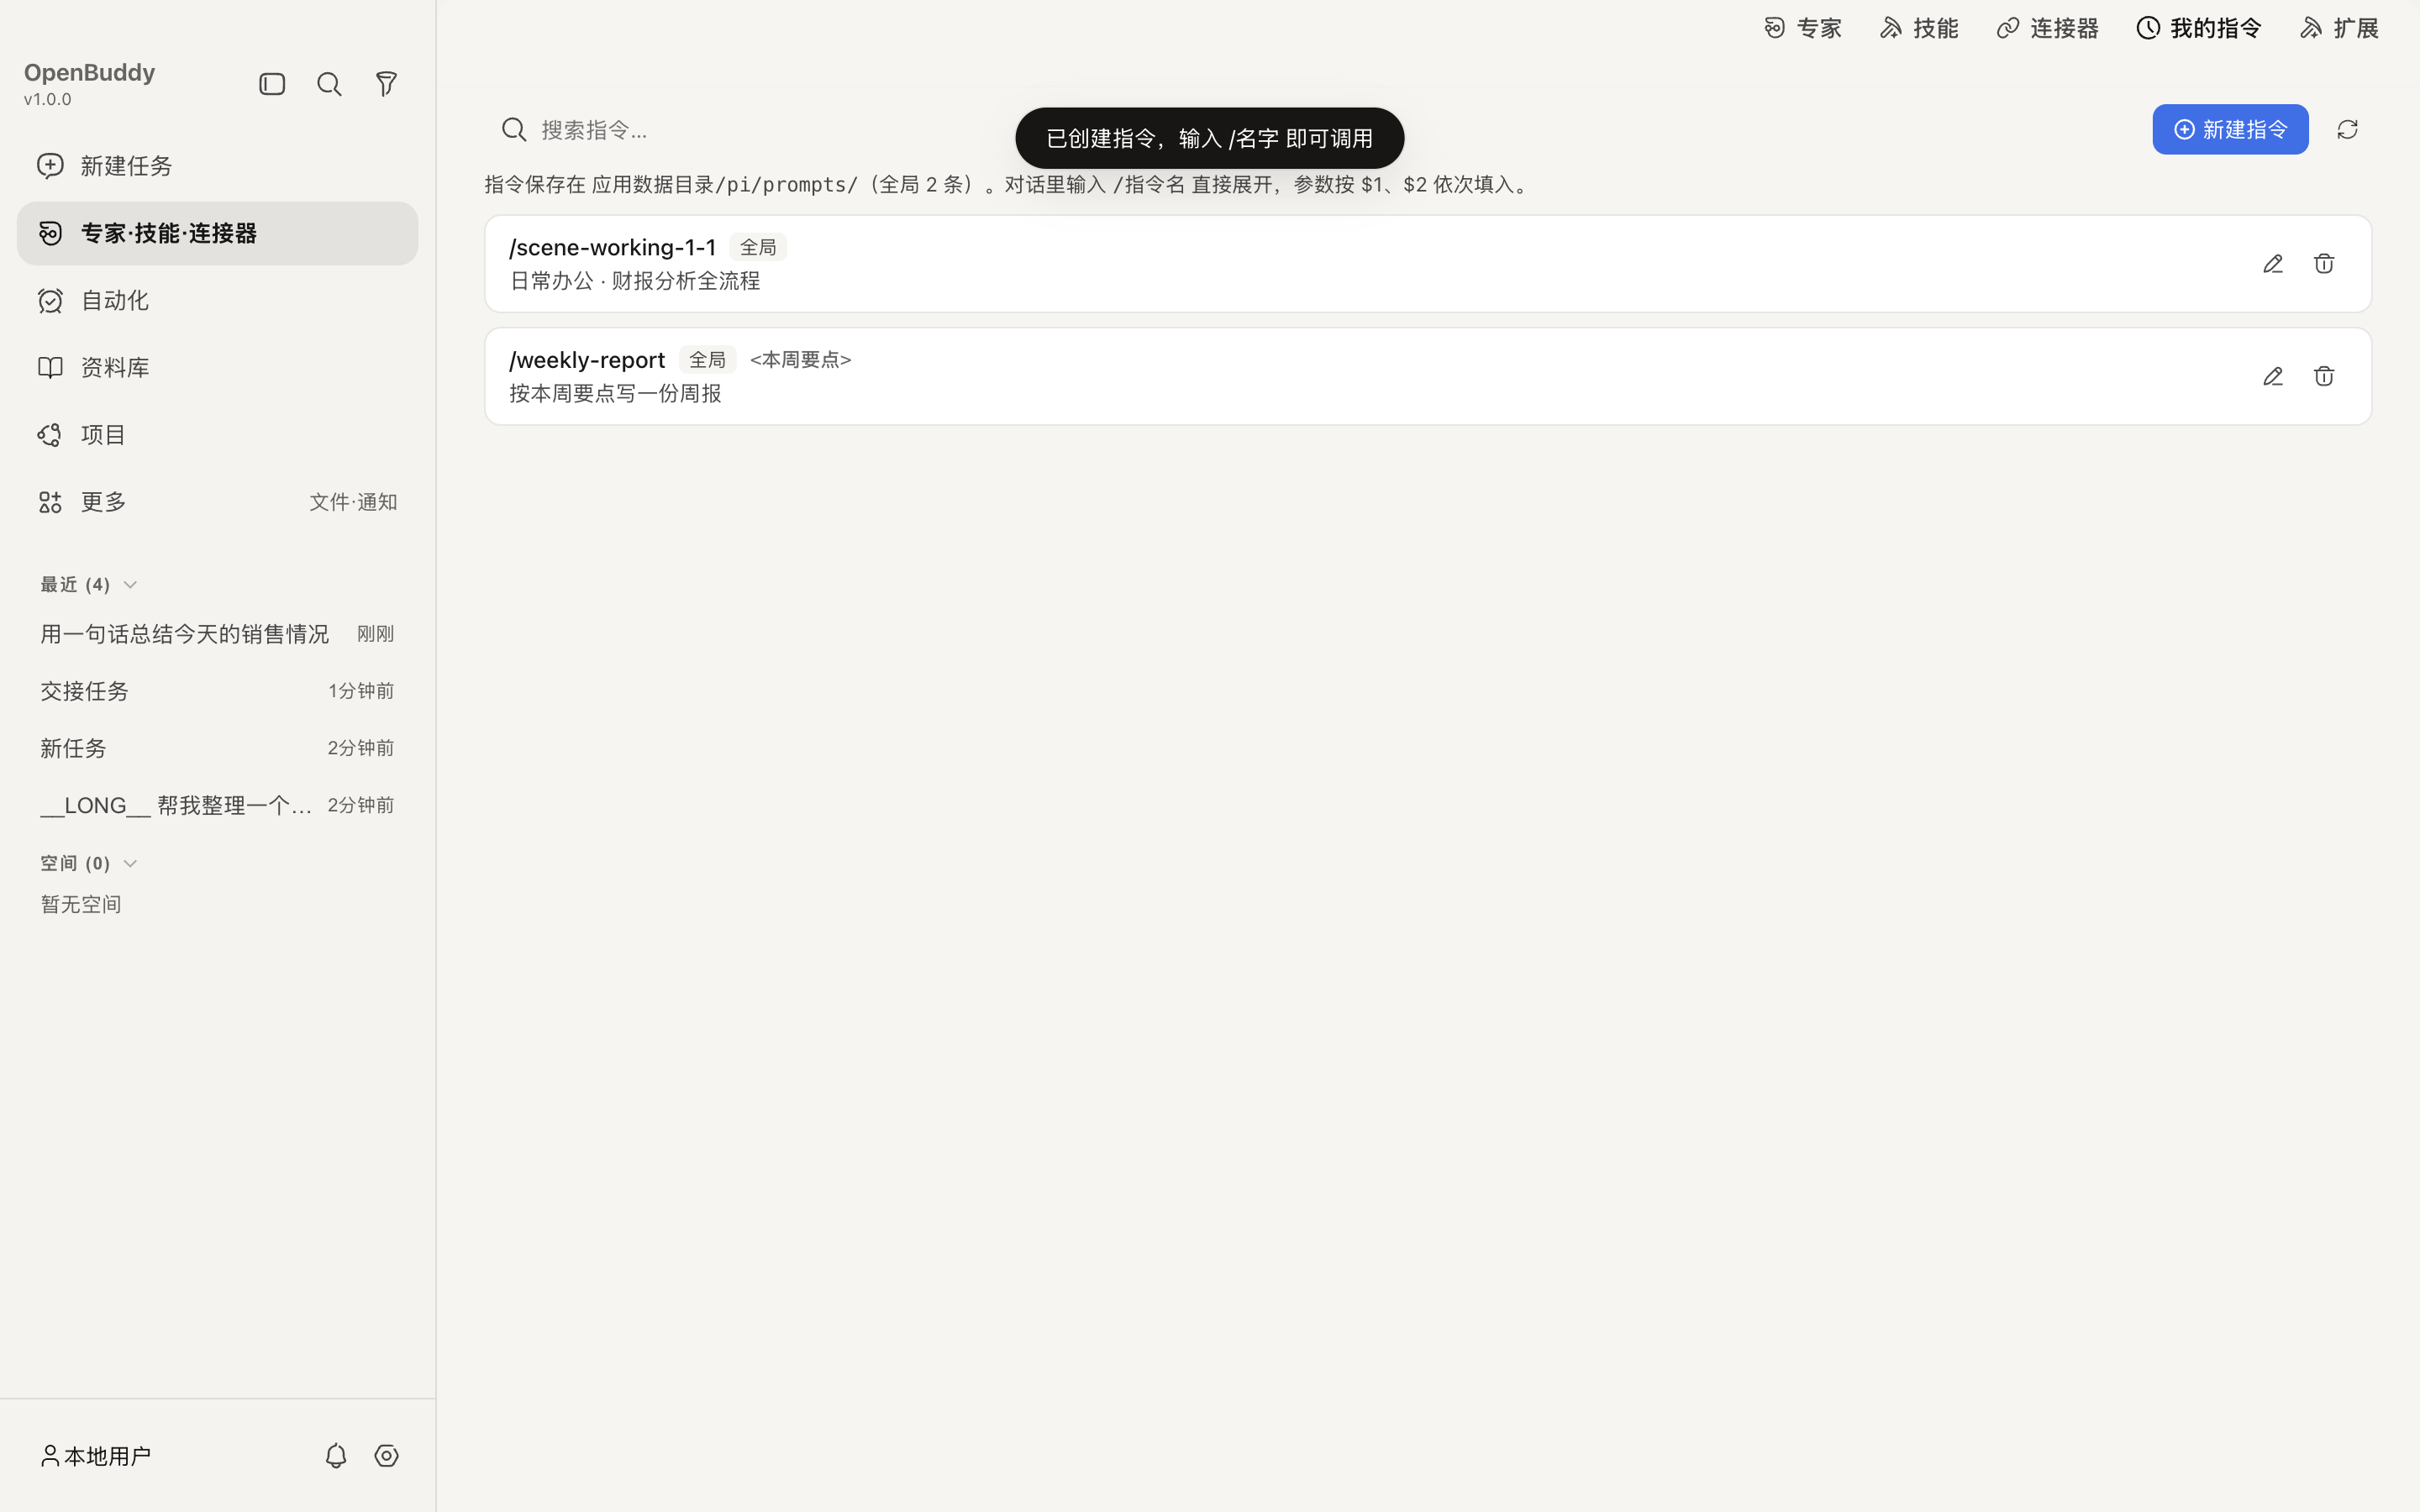 专家
技能
连接器
我的指令
扩展
OpenBuddy
v1.0.0
新建任务
专家·技能·连接器
自动化
资料库
项目
更多 文件·通知
最近 (4)
用一句话总结今天的销售情况 刚刚
交接任务 1分钟前
新任务 2分钟前
__LONG__ 帮我整理一个... 2分钟前
空间 (0)
暂无空间
本地用户
搜索指令...
已创建指令，输入 /名字 即可调用
新建指令
指令保存在 应用数据目录/pi/prompts/（全局 2 条）。对话里输入 /指令名 直接展开，参数按 $1、$2 依次填入。
/scene-working-1-1 全局
日常办公 · 财报分析全流程
/weekly-report 全局 <本周要点>
按本周要点写一份周报